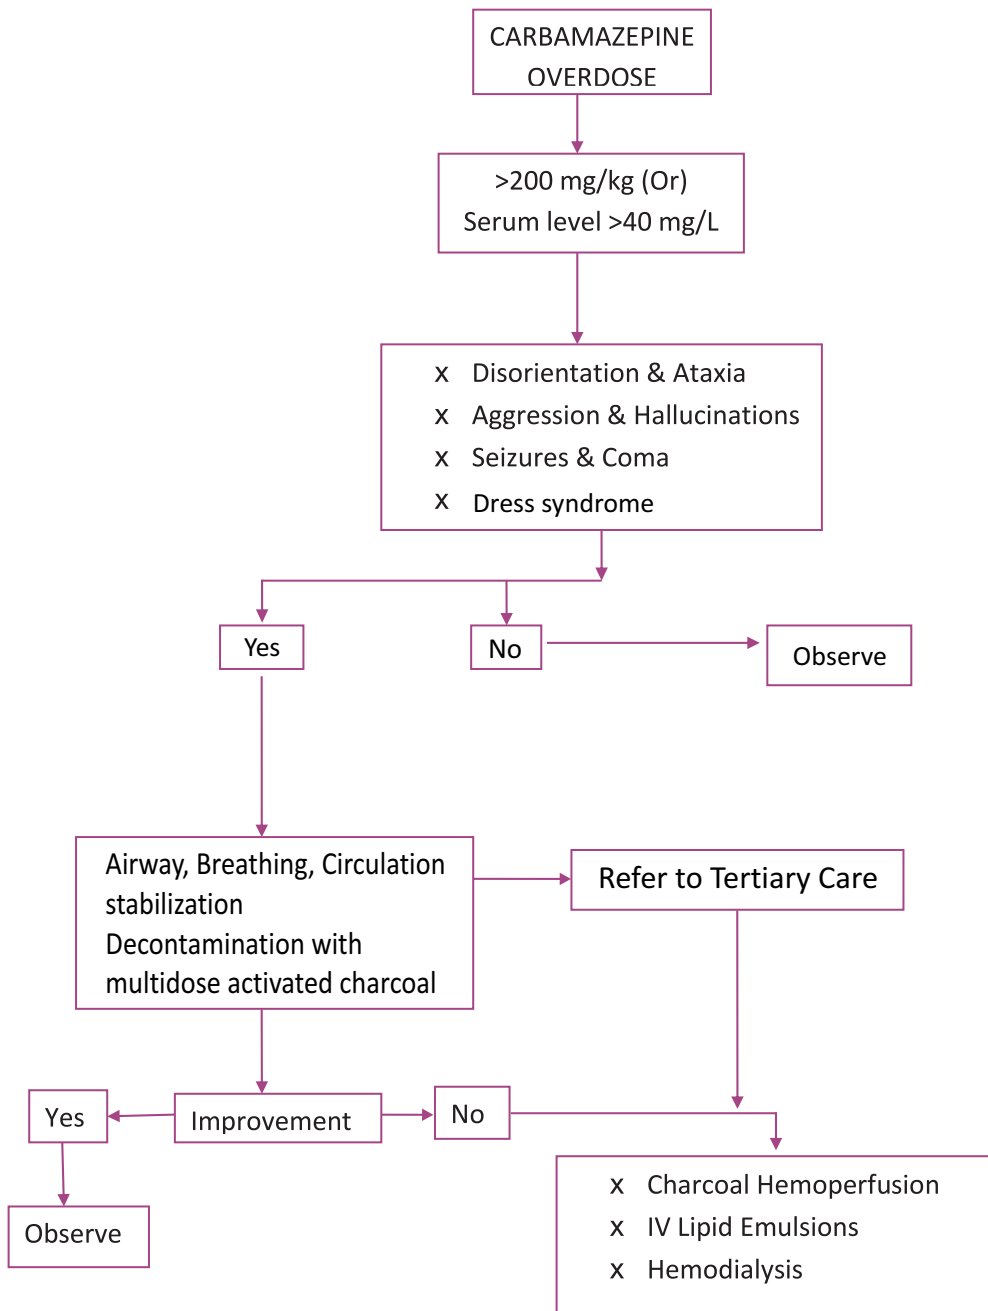 CARBAMAZEPINE
OVERDOSE
>200 mg/kg (Or)
Serum level >40 mg/L
x Disorientation & Ataxia
x Aggression & Hallucinations
x Seizures & Coma
x Dress syndrome
Yes
No
Observe
Airway, Breathing, Circulation
stabilization
Decontamination with
multidose activated charcoal
Refer to Tertiary Care
Yes
Improvement
No
Observe
x Charcoal Hemoperfusion
x IV Lipid Emulsions
x Hemodialysis